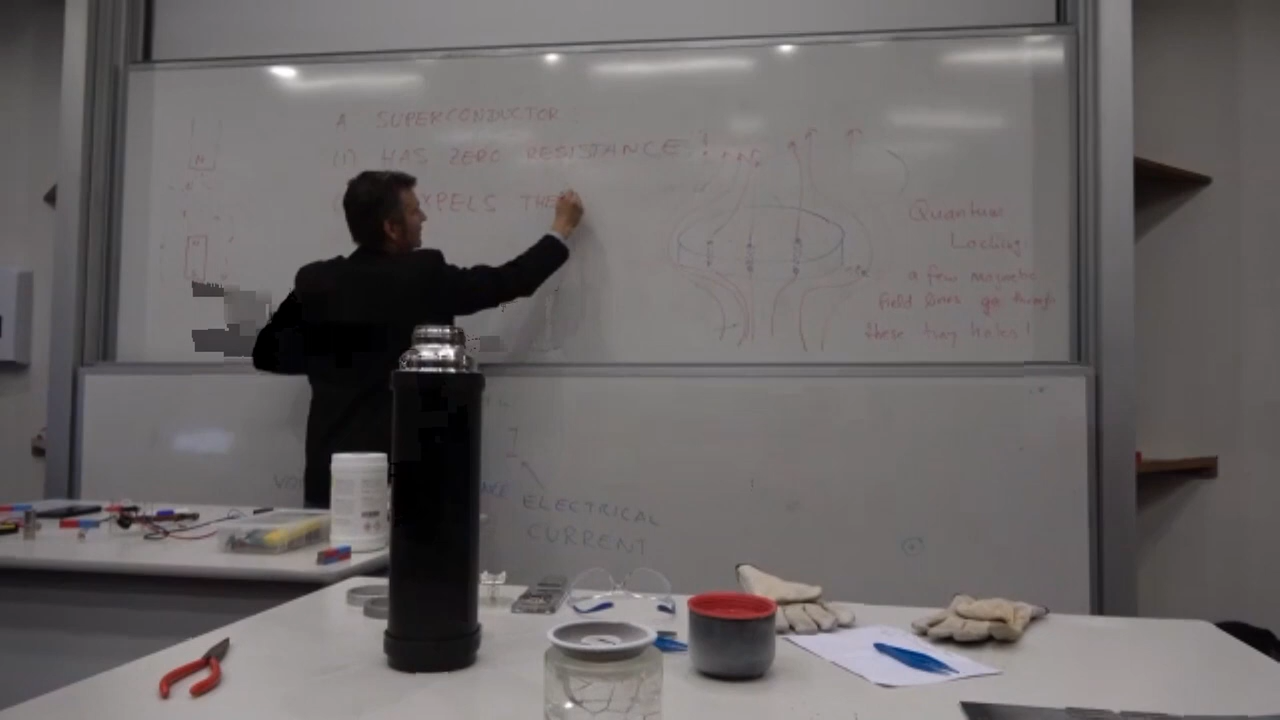 A SUPERCONDUCTOR:
(1) HAS ZERO RESISTANCE!
EXPELS THE
Quantum
Locking:
a few magnetic
field lines go through
these tiny holes!
I
ELECTRICAL
CURRENT